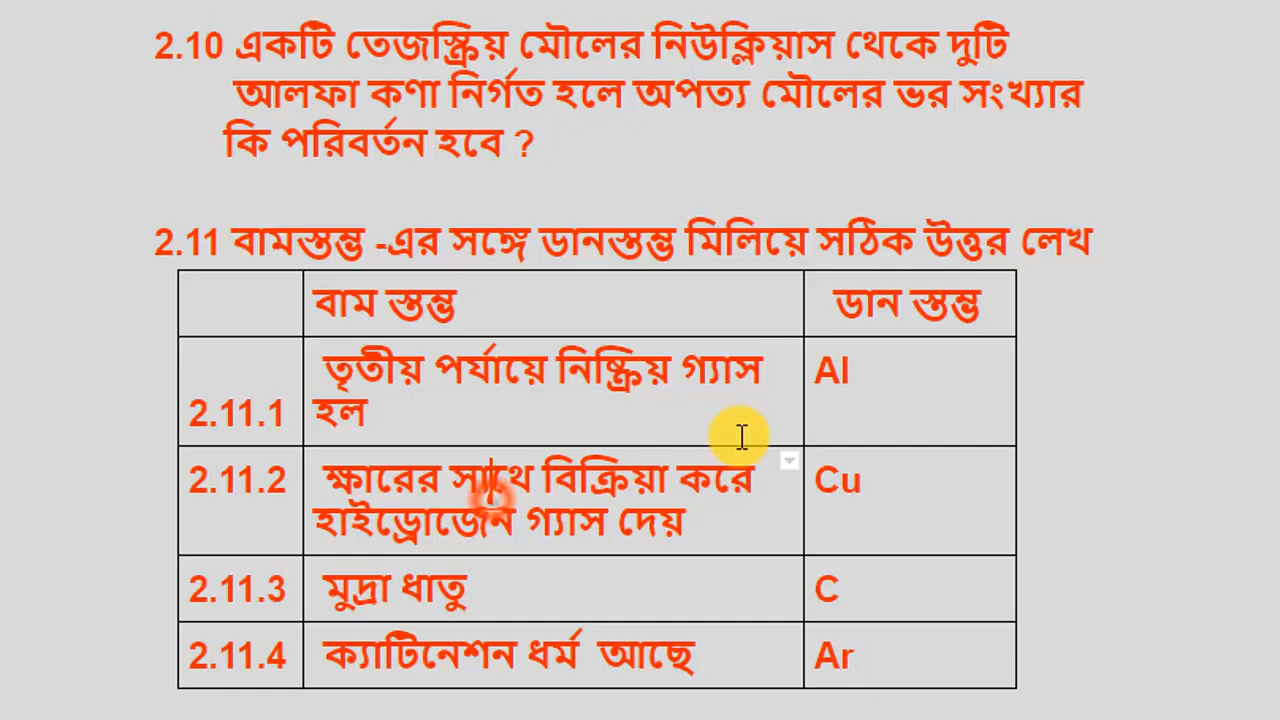 2.10 একটি তেজস্ক্রিয় মৌলের নিউক্লিয়াস থেকে দুটি
আলফা কণা নির্গত হলে অপত্য মৌলের ভর সংখ্যার
কি পরিবর্তন হবে ?
2.11 বামস্তম্ভ -এর সঙ্গে ডানস্তম্ভ মিলিয়ে সঠিক উত্তর লেখ
বাম স্তম্ভ ডান স্তম্ভ
তৃতীয় পর্যায়ে নিষ্ক্রিয় গ্যাস Al
2.11.1 হল
2.11.2 ক্ষারের সাথে বিক্রিয়া করে Cu
হাইড্রোজেন গ্যাস দেয়
2.11.3 মুদ্রা ধাতু C
2.11.4 ক্যাটিনেশন ধর্ম আছে Ar